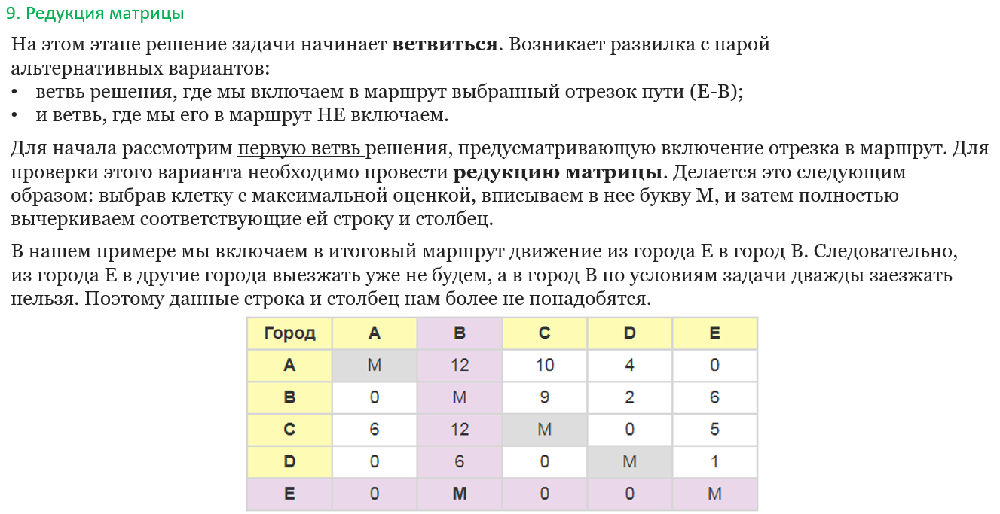 9. Редукция матрицы
На этом этапе решение задачи начинает ветвиться. Возникает развилка с парой
альтернативных вариантов:
• ветвь решения, где мы включаем в маршрут выбранный отрезок пути (E-B);
• и ветвь, где мы его в маршрут НЕ включаем.
Для начала рассмотрим первую ветвь решения, предусматривающую включение отрезка в маршрут. Для
проверки этого варианта необходимо провести редукцию матрицы. Делается это следующим
образом: выбрав клетку с максимальной оценкой, вписываем в нее букву М, и затем полностью
вычеркиваем соответствующие ей строку и столбец.
В нашем примере мы включаем в итоговый маршрут движение из города E в город B. Следовательно,
из города E в другие города выезжать уже не будем, а в город B по условиям задачи дважды заезжать
нельзя. Поэтому данные строка и столбец нам более не понадобятся.
Город A B C D E
A M 12 10 4 0
B 0 M 9 2 6
C 6 12 M 0 5
D 0 6 0 M 1
E 0 M 0 0 M